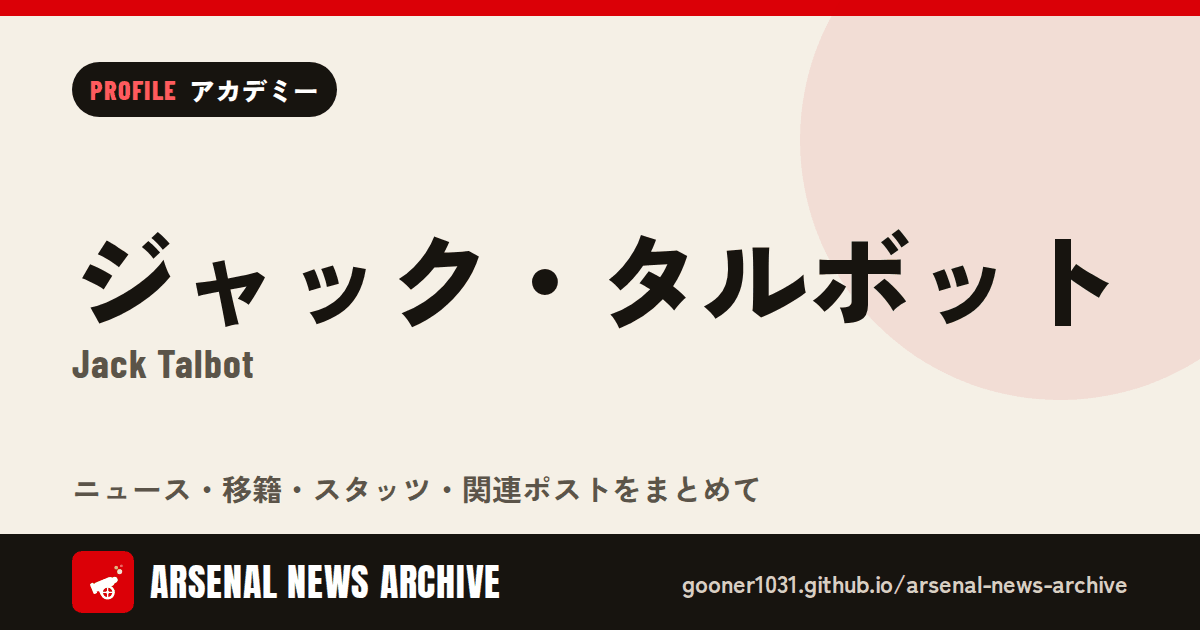 PROFILE アカデミー
ジャック・タルボット
Jack Talbot
ニュース・移籍・スタッツ・関連ポストをまとめて
ARSENAL NEWS ARCHIVE
gooner1031.github.io/arsenal-news-archive